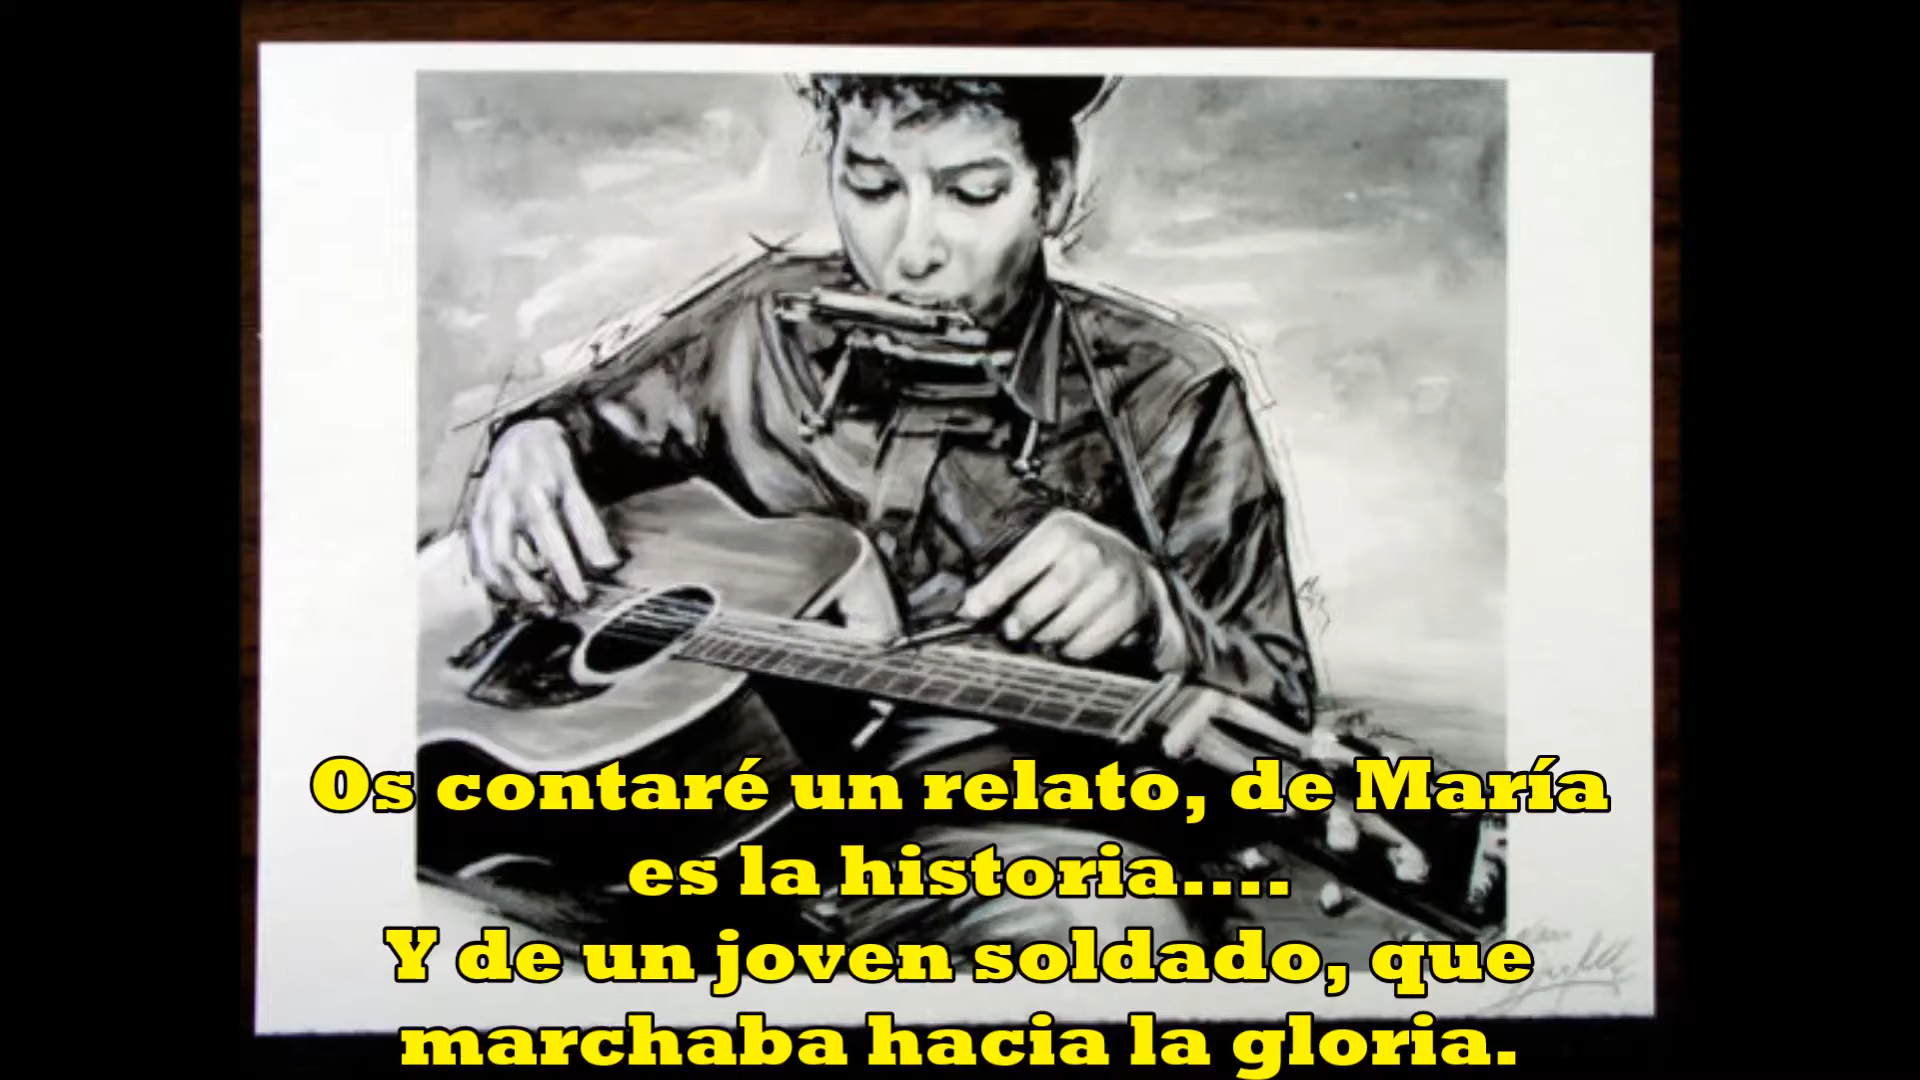 Os contaré un relato, de María
es la historia....
Y de un joven soldado, que
marchaba hacia la gloria.